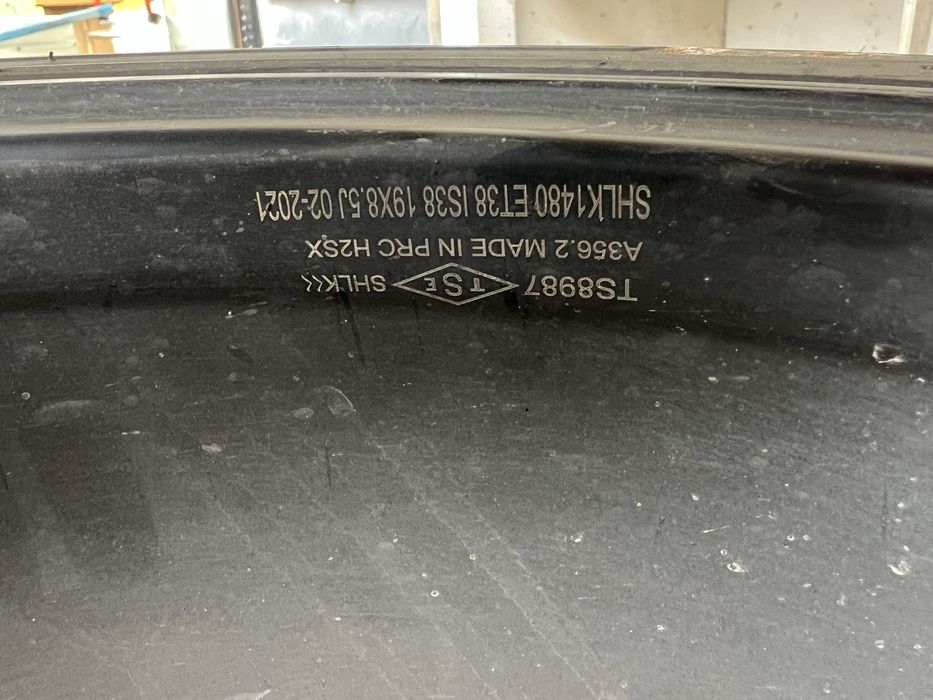 TS8987 TSE SHLK>>>
A356.2 MADE IN PRC H2SX
SHLK1480 ET38 IS38 19X8.5J 02-2021